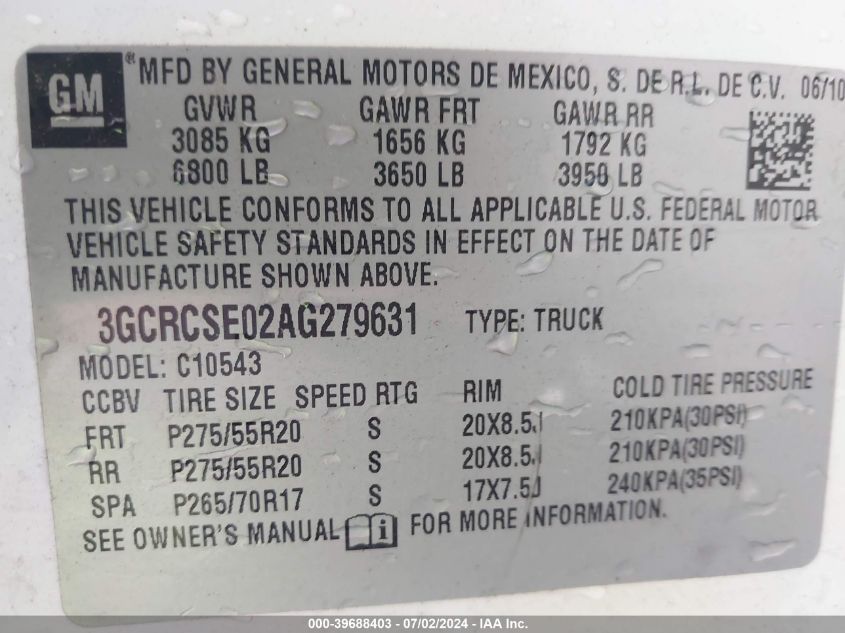 GM ® MFD BY GENERAL MOTORS DE MEXICO, S. DE R.L. DE C.V. 06/10
GVWR GAWR FRT GAWR RR
3085 KG 1656 KG 1792 KG
6800 LB 3650 LB 3950 LB
THIS VEHICLE CONFORMS TO ALL APPLICABLE U.S. FEDERAL MOTOR
VEHICLE SAFETY STANDARDS IN EFFECT ON THE DATE OF
MANUFACTURE SHOWN ABOVE.
3GCRCSE02AG279631 TYPE: TRUCK
MODEL: C10543
CCBV TIRE SIZE SPEED RTG RIM COLD TIRE PRESSURE
FRT P275/55R20 S 20X8.5J 210KPA(30PSI)
RR P275/55R20 S 20X8.5J 210KPA(30PSI)
SPA P265/70R17 S 17X7.5J 240KPA(35PSI)
SEE OWNER'S MANUAL i FOR MORE INFORMATION.
000-39688403 - 07/02/2024 - IAA Inc.